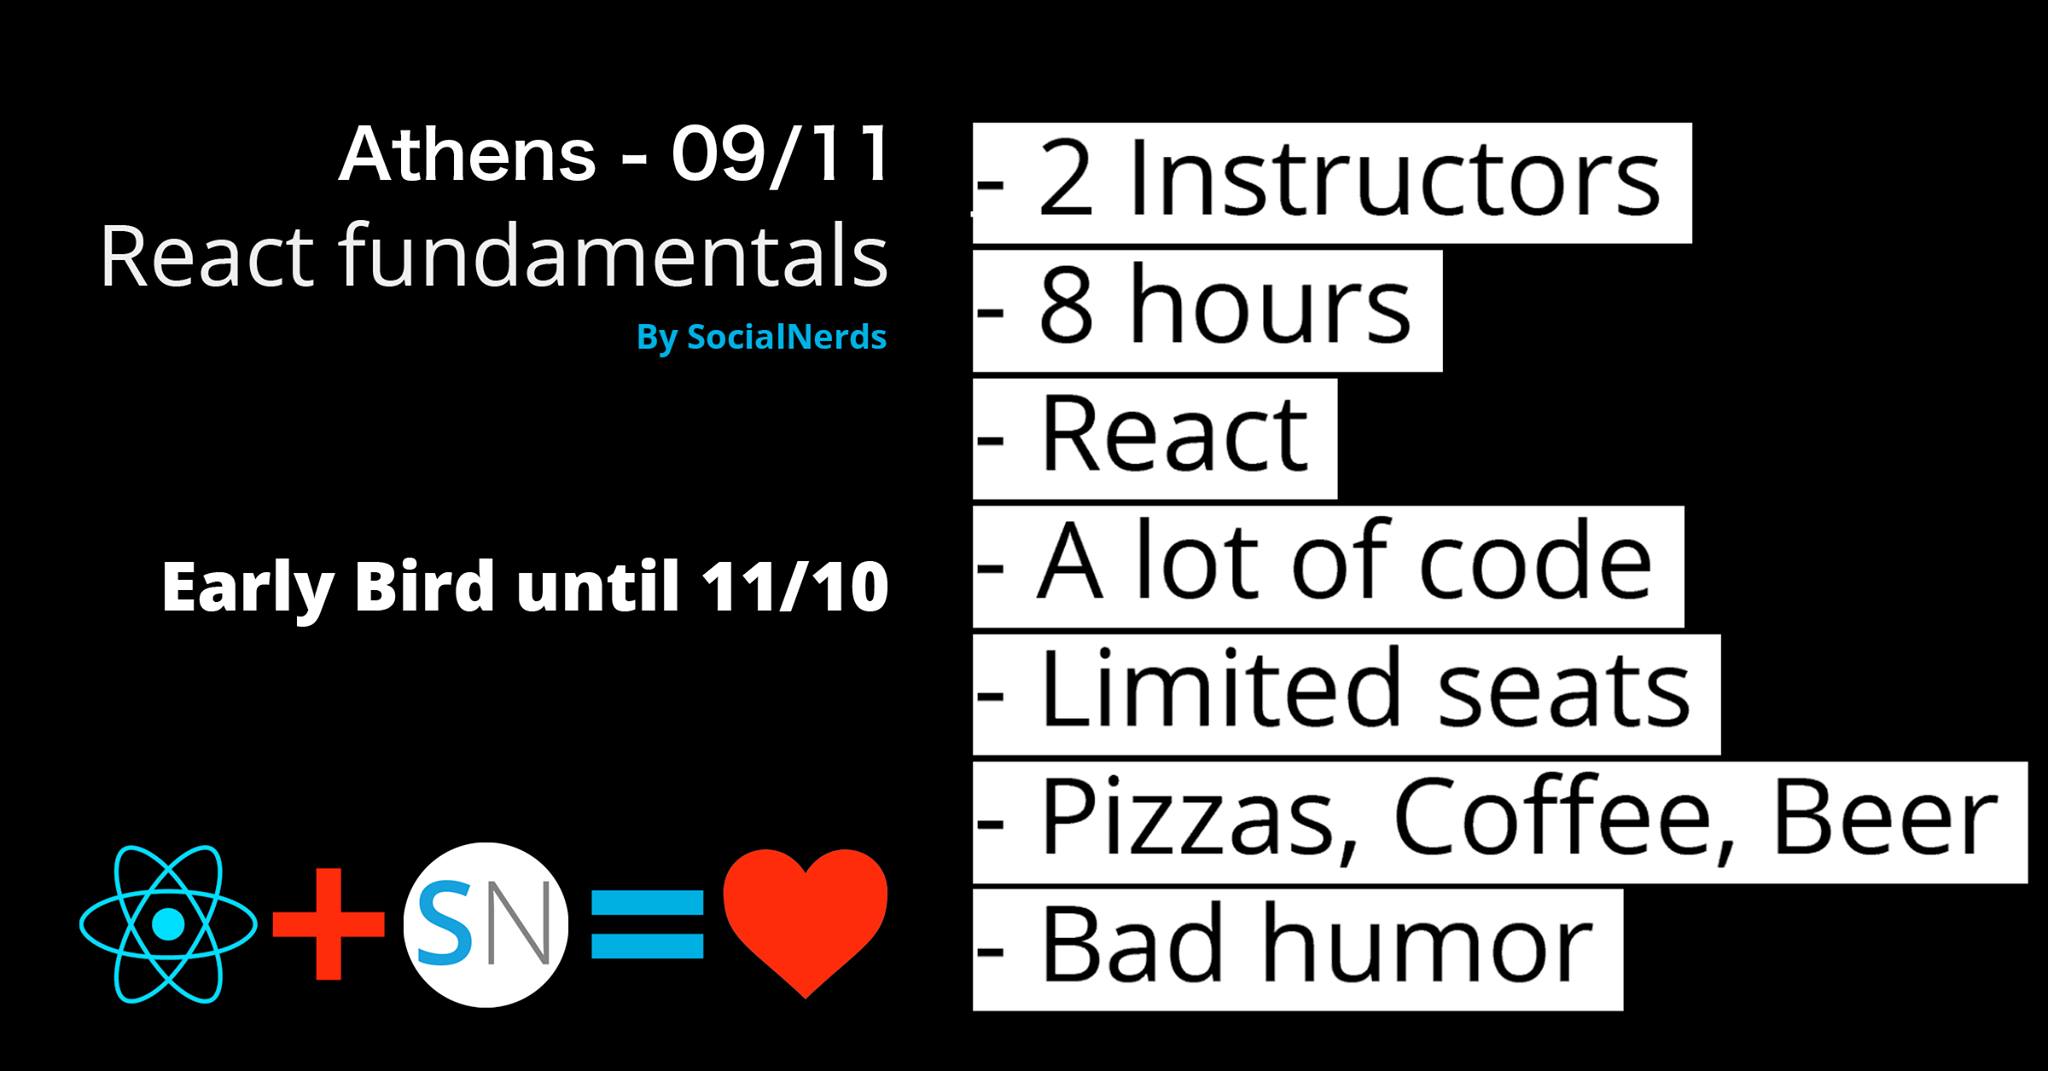 Athens - 09/11
React fundamentals
By SocialNerds
Early Bird until 11/10
SN
- 2 Instructors
- 8 hours
- React
- A lot of code
- Limited seats
- Pizzas, Coffee, Beer
- Bad humor